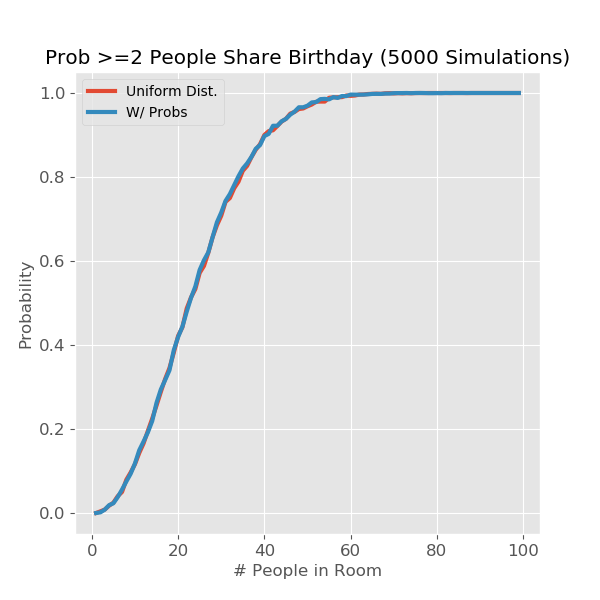 Prob >=2 People Share Birthday (5000 Simulations)
Uniform Dist.
W/ Probs
1.0
0.8
0.6
0.4
0.2
0.0
Probability
0 20 40 60 80 100
# People in Room